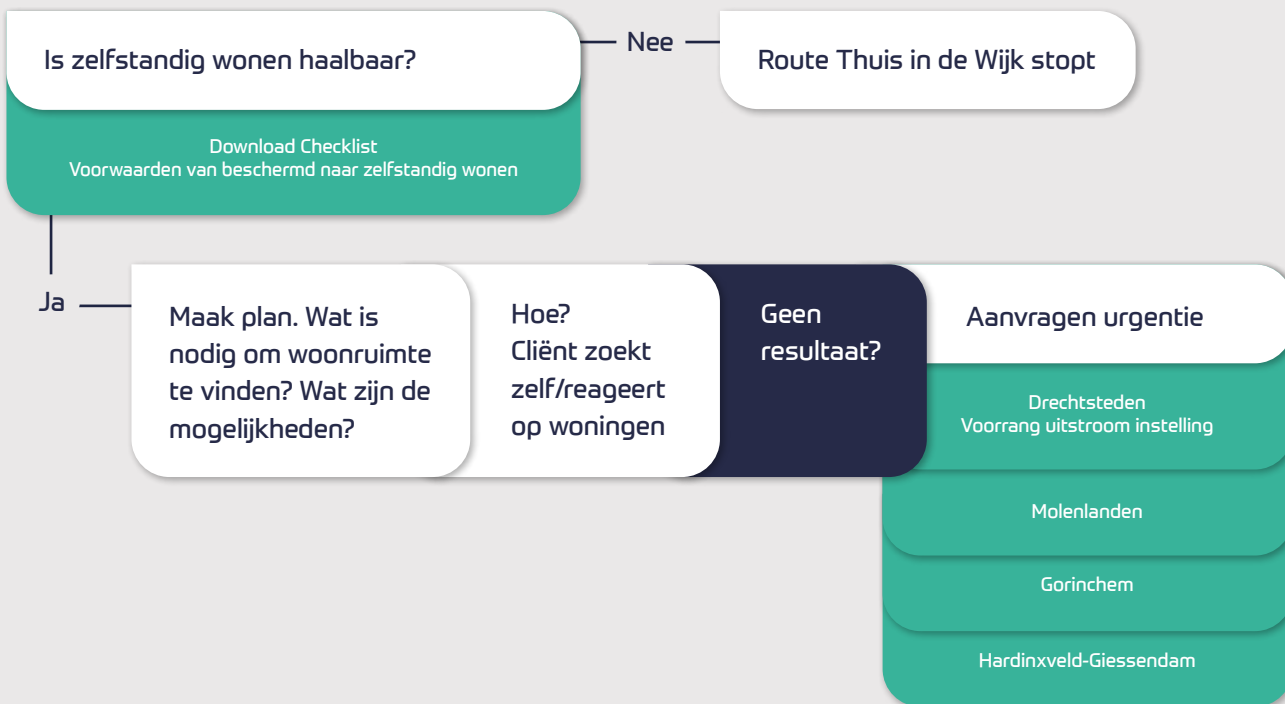 Is zelfstandig wonen haalbaar?
Nee
Route Thuis in de Wijk stopt
Download Checklist
Voorwaarden van beschermd naar zelfstandig wonen
Ja
Maak plan. Wat is
nodig om woonruimte
te vinden? Wat zijn de
mogelijkheden?
Hoe?
Cliënt zoekt
zelf/reageert
op woningen
Geen
resultaat?
Aanvragen urgentie
Drechtsteden
Voorrang uitstroom instelling
Molenlanden
Gorinchem
Hardinxveld-Giessendam